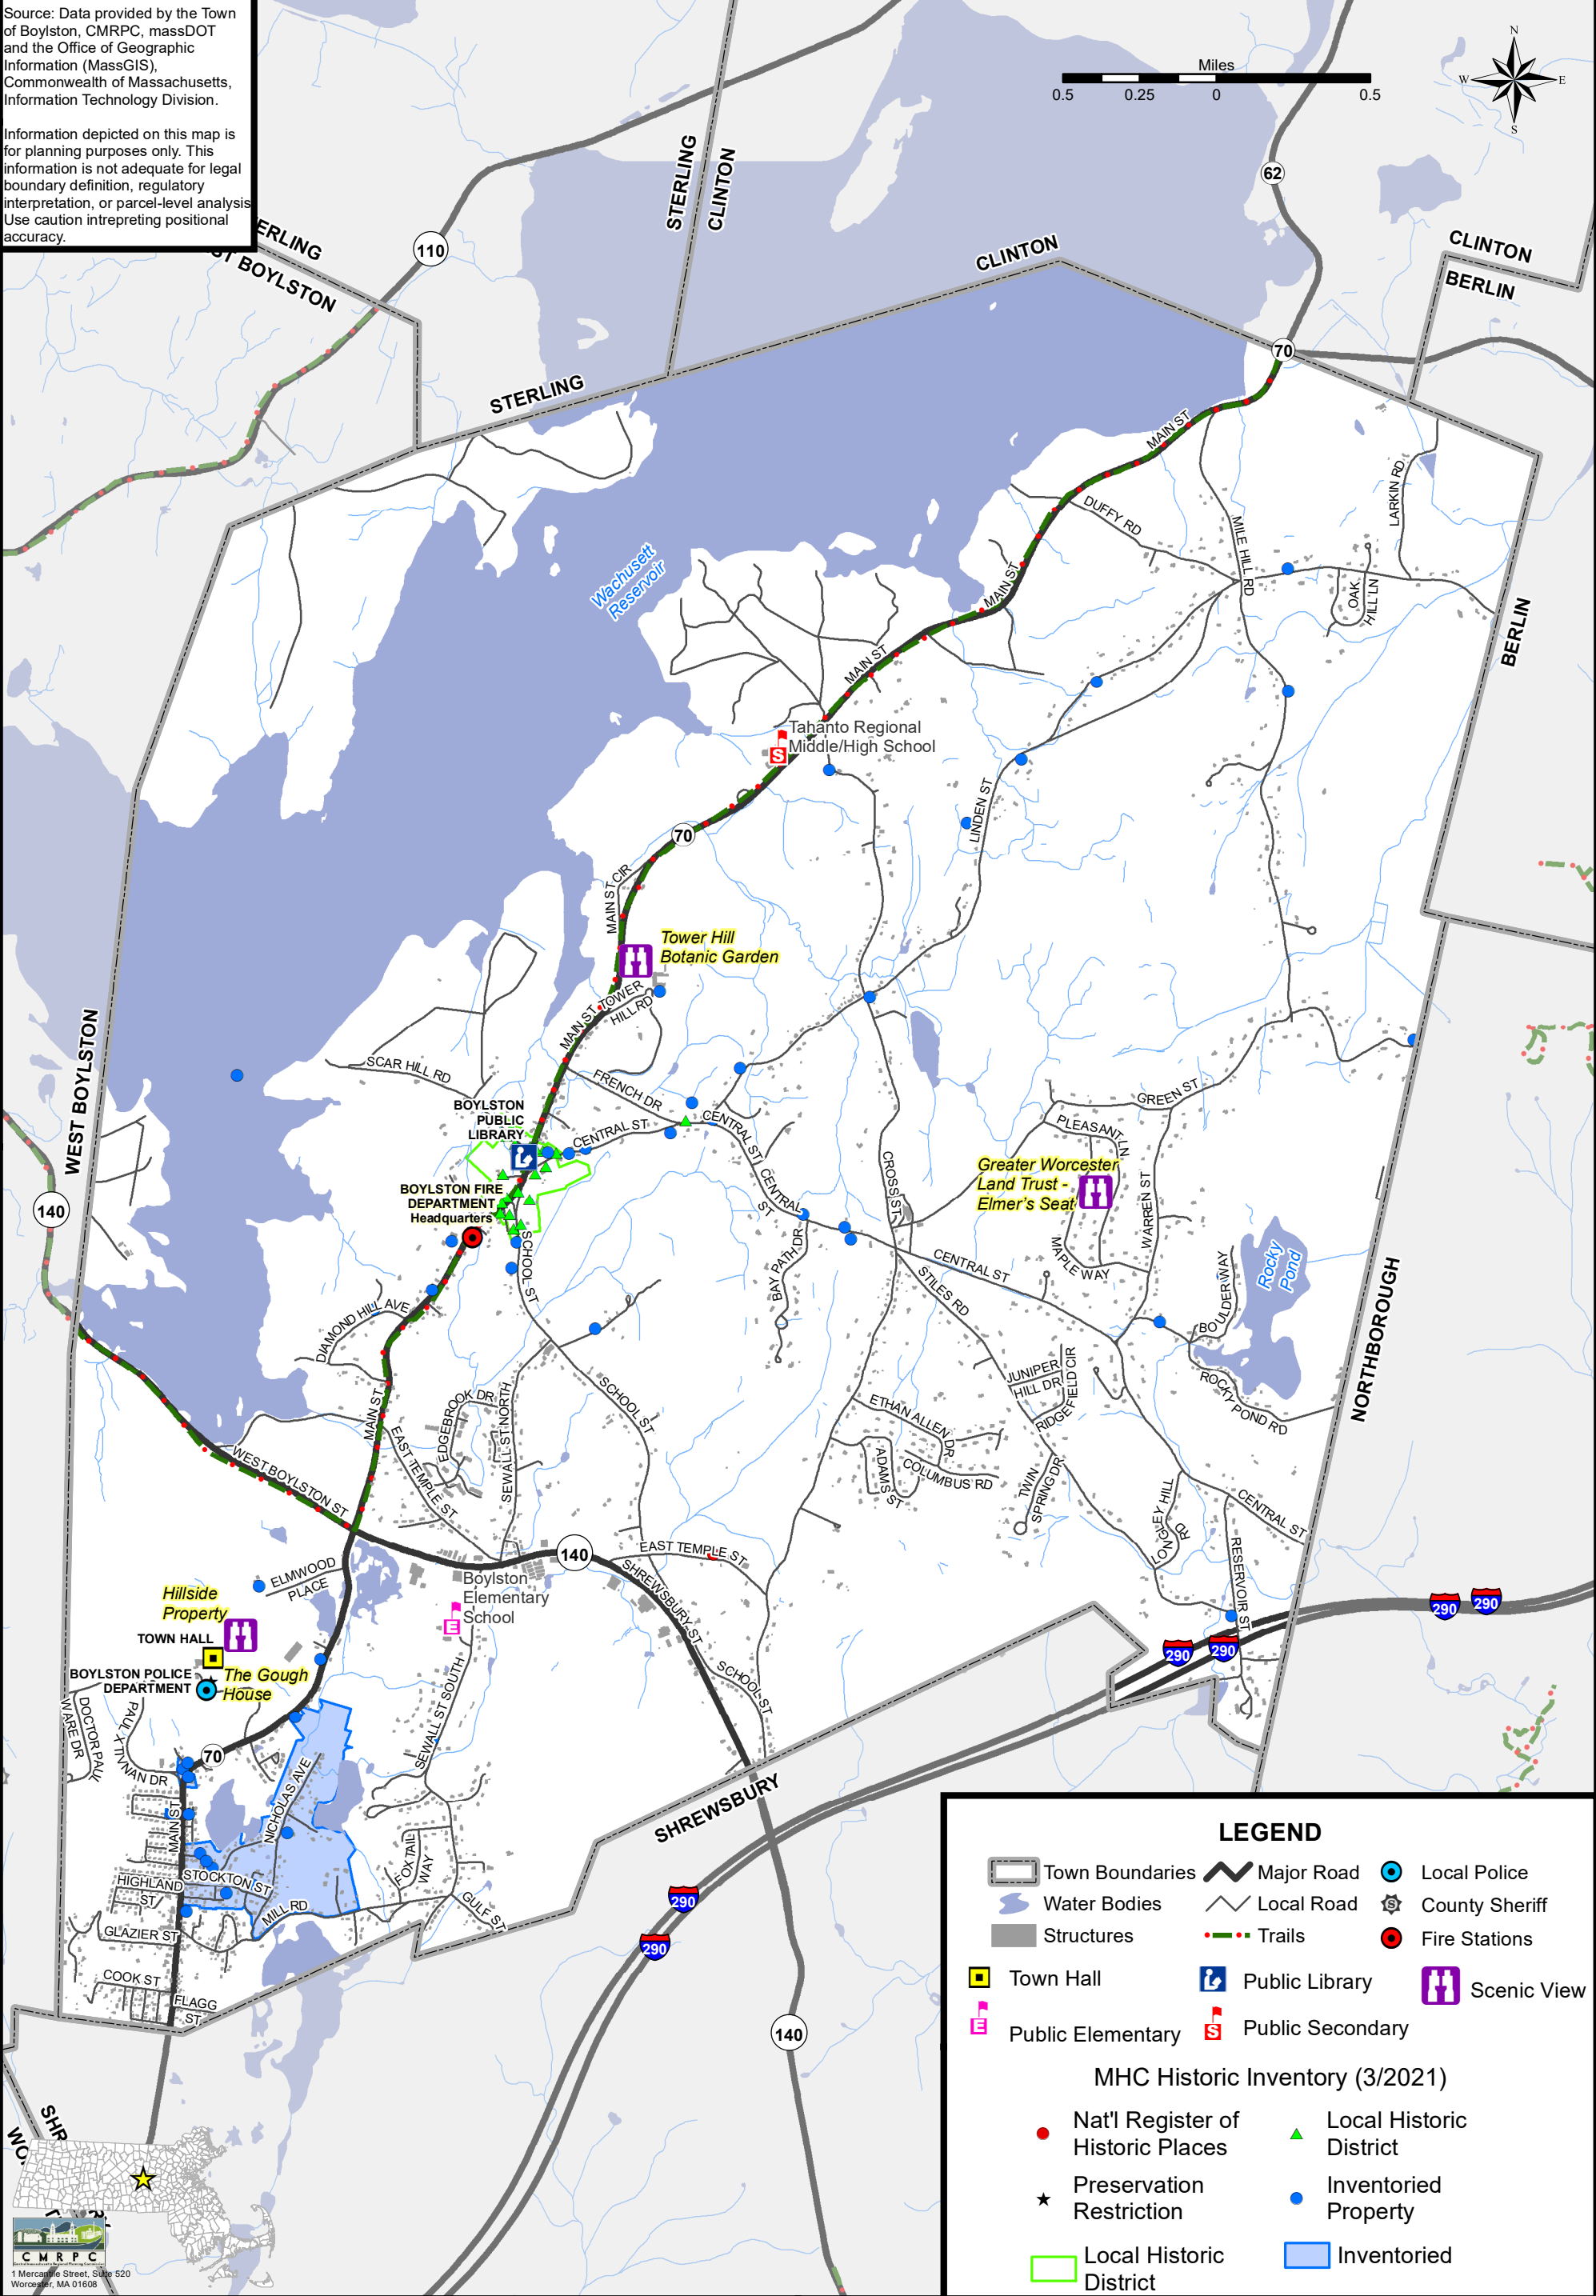 Source: Data provided by the Town
of Boylston, CMRPC, massDOT
and the Office of Geographic
Information (MassGIS),
Commonwealth of Massachusetts,
Information Technology Division.
Information depicted on this map is
for planning purposes only. This
information is not adequate for legal
boundary definition, regulatory
interpretation, or parcel-level analysis
Use caution intrepreting positional
accuracy.
Miles
0.5 0.25 0 0.5
N
W E
S
STERLING
CLINTON
62
ERLING
ST BOYLSTON
110
CLINTON
CLINTON
BERLIN
70
STERLING
MAIN ST
LARKIN RD
DUFFY RD
MILE HILL RD
Wachusett
Reservoir
MAIN ST
OAK
HILL LN
BERLIN
MAIN ST
Tahanto Regional
Middle/High School
S
LINDEN ST
70
MAIN ST CIR
Tower Hill
Botanic Garden
TOWER
HILL RD
MAIN ST
WEST BOYLSTON
SCAR HILL RD
FRENCH DR
BOYLSTON
PUBLIC
LIBRARY
CENTRAL ST
CENTRAL ST
GREEN ST
PLEASANT LN
Greater Worcester
Land Trust -
Elmer's Seat
CROSS ST
WARREN ST
CENTRAL
ST
BOYLSTON FIRE
DEPARTMENT
Headquarters
140
SCHOOL ST
BAY PATH DR
CENTRAL ST
MAPLE WAY
STILES RD
BOULDER WAY
Rocky
Pond
NORTHBOROUGH
DIAMOND HILL AVE
JUNIPER
HILL DR
RIDGEFIELD CIR
ROCKY POND RD
MAIN ST
EDGEBROOK DR
SEWALL ST NORTH
SCHOOL ST
ETHAN ALLEN DR
ADAMS ST
COLUMBUS RD
EAST TEMPLE ST
WEST BOYLSTON ST
TWIN
SPRING DR
LONGLEY HILL
RD
CENTRAL ST
RESERVOIR ST
140
EAST TEMPLE ST
SHREWSBURY ST
ELMWOOD
PLACE
Boylston
Elementary
School
E
Hillside
Property
TOWN HALL
290
290
290
290
BOYLSTON POLICE
DEPARTMENT
The Gough
House
SCHOOL ST
SEWALL ST SOUTH
WARE DR
DOCTOR PAUL
PAUL X TIVNAN DR
70
NICHOLAS AVE
MAIN ST
SHREWSBURY
STOCKTON ST
HIGHLAND
ST
FOXTAIL
WAY
GULF ST
MILL RD
GLAZIER ST
COOK ST
FLAGG
ST
290
290
140
LEGEND
Town Boundaries
Major Road
Local Police
Water Bodies
Local Road
S
County Sheriff
Structures
Trails
Fire Stations
Town Hall
Public Library
Scenic View
E
Public Elementary
S
Public Secondary
MHC Historic Inventory (3/2021)
Nat'l Register of
Historic Places
Local Historic
District
Preservation
Restriction
Inventoried
Property
Local Historic
District
Inventoried
SHR
WO
CMRPC
1 Mercantile Street, Suite 520
Worcester, MA 01608